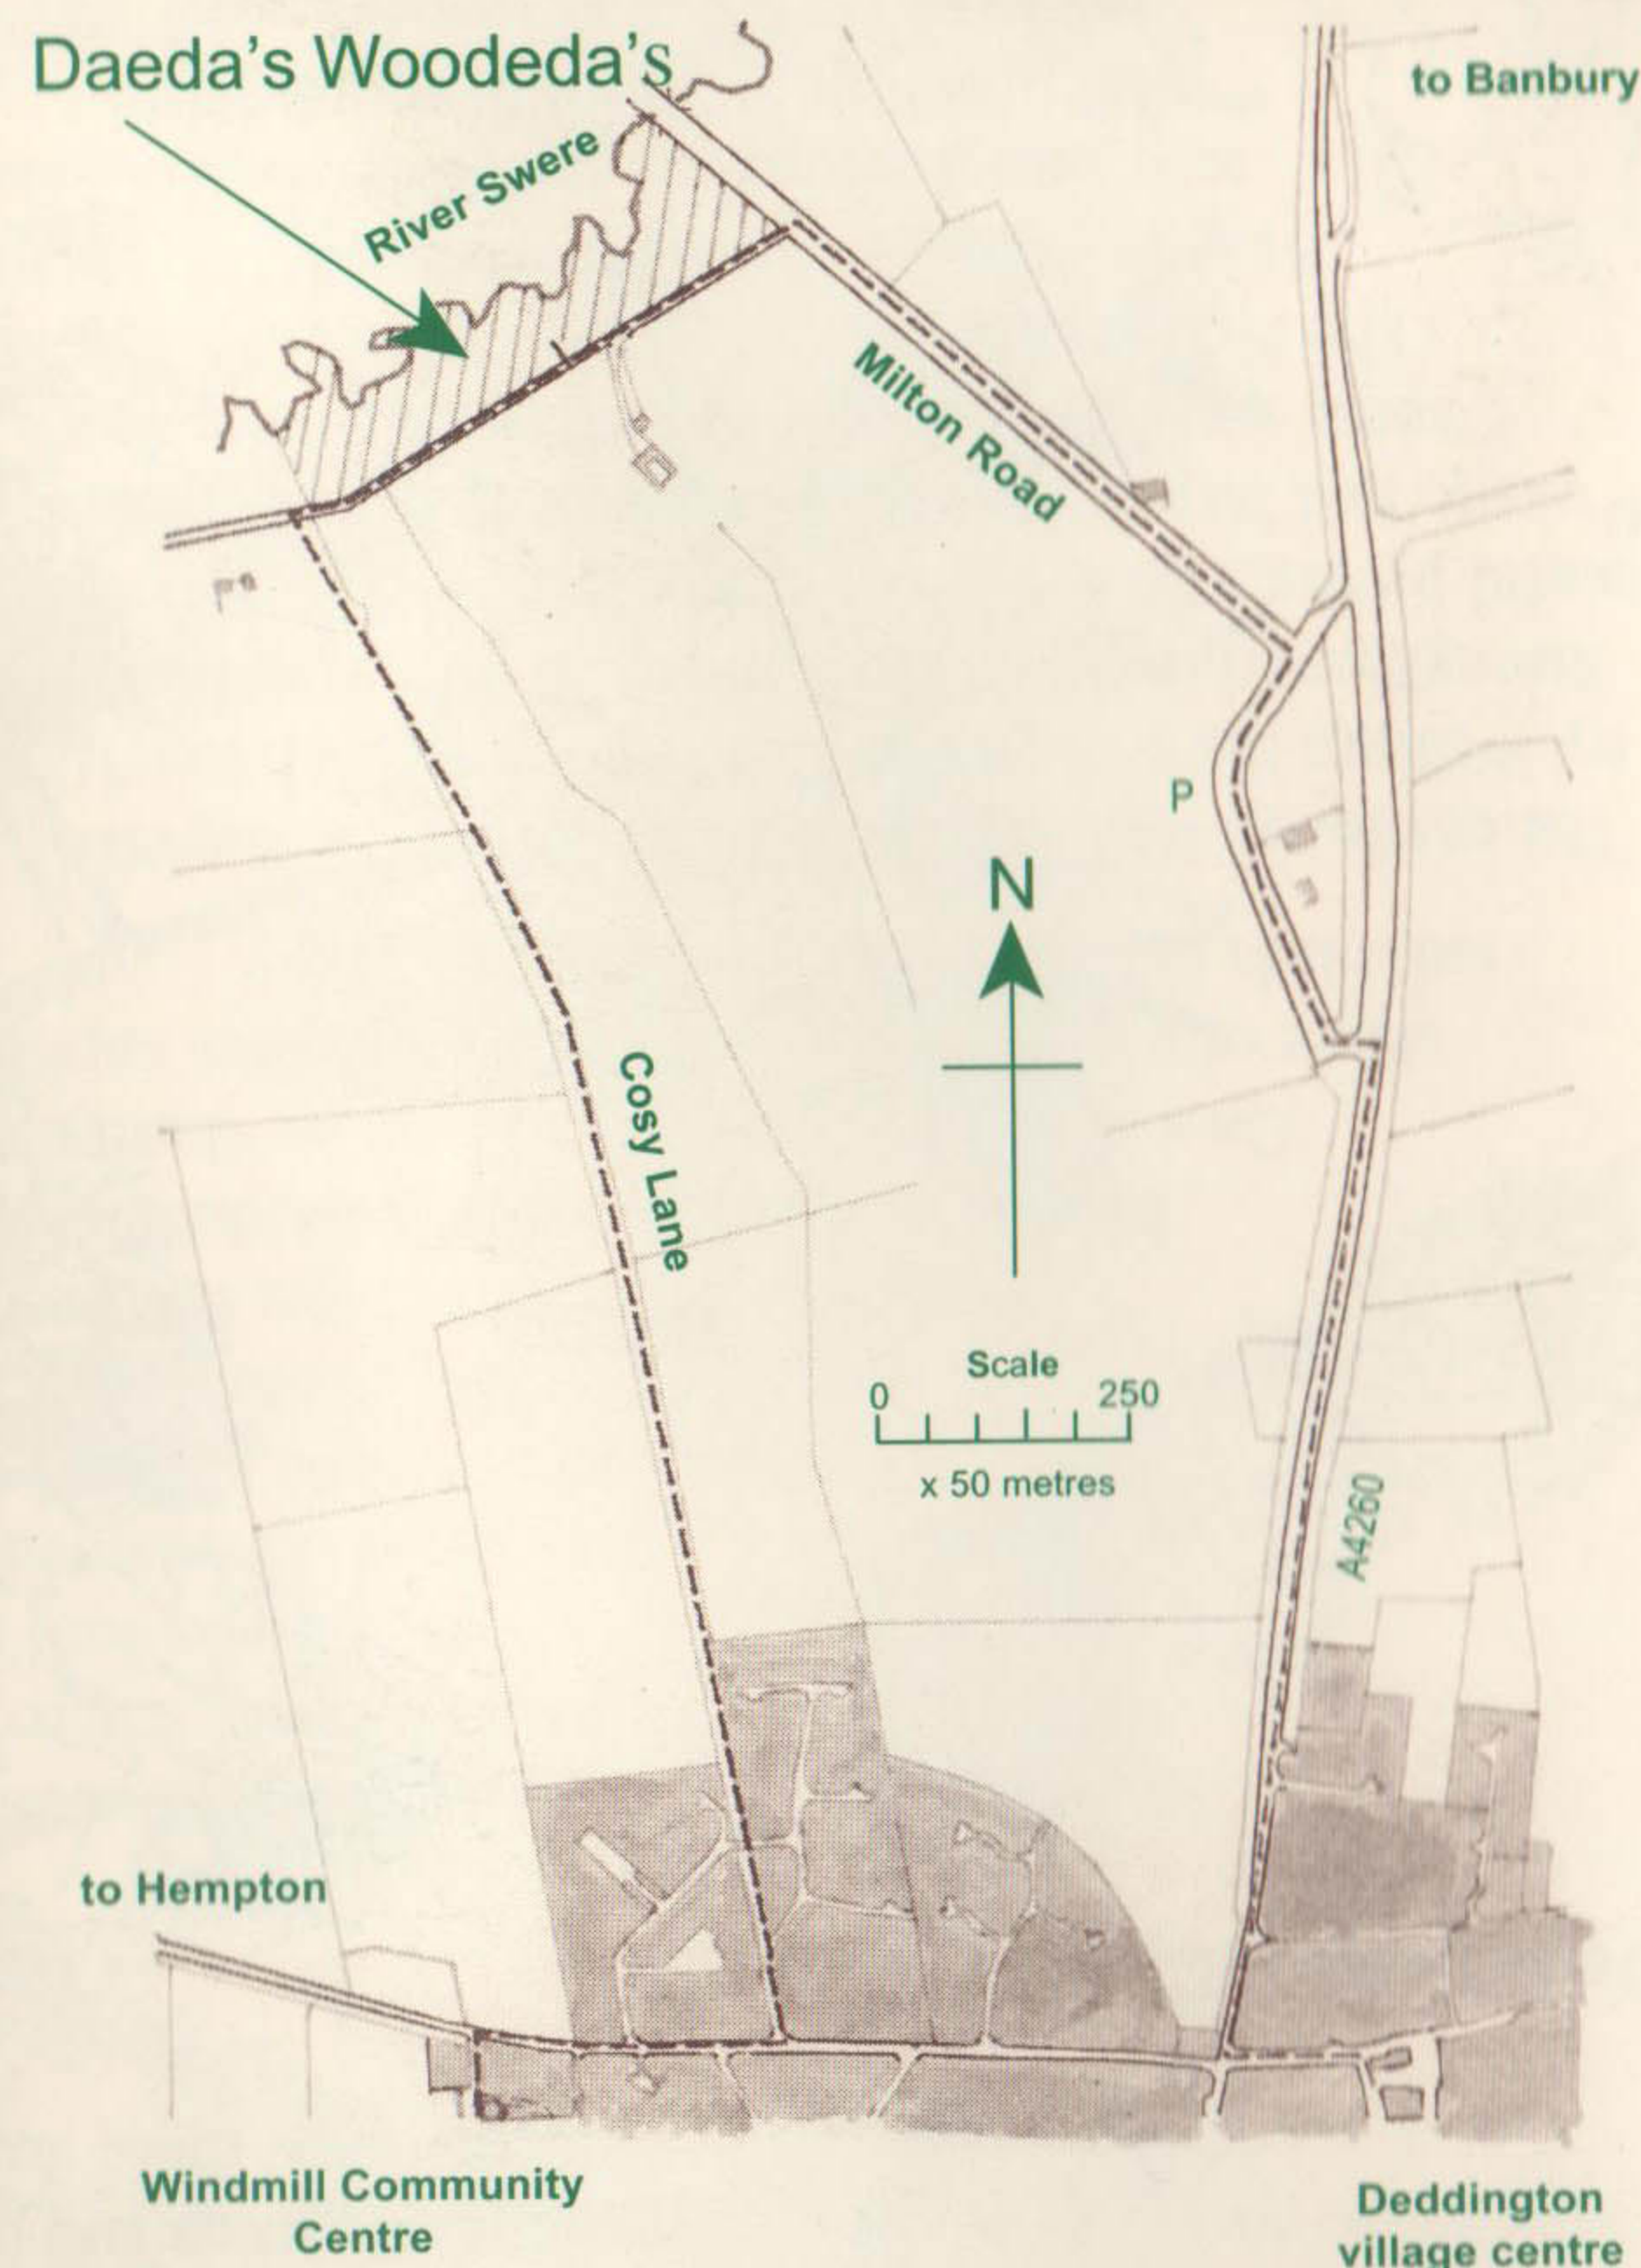 Daeda's Woodeda's
to Banbury
River Swere
Milton Road
P
N
Cosy Lane
Scale
0 250
x 50 metres
A4260
to Hempton
Windmill Community
Centre
Deddington
village centre